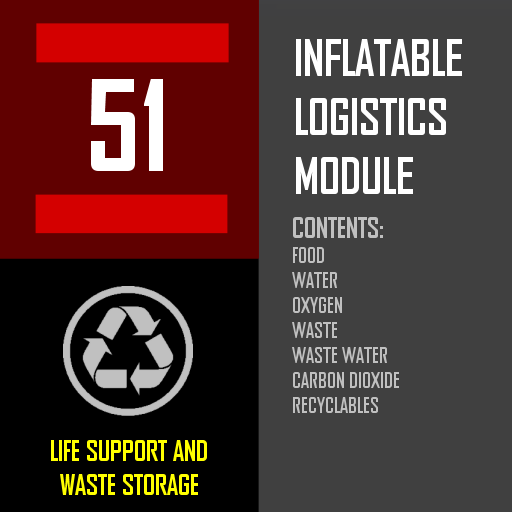 51
INFLATABLE
LOGISTICS
MODULE
CONTENTS:
FOOD
WATER
OXYGEN
WASTE
WASTE WATER
CARBON DIOXIDE
RECYCLABLES
LIFE SUPPORT AND
WASTE STORAGE